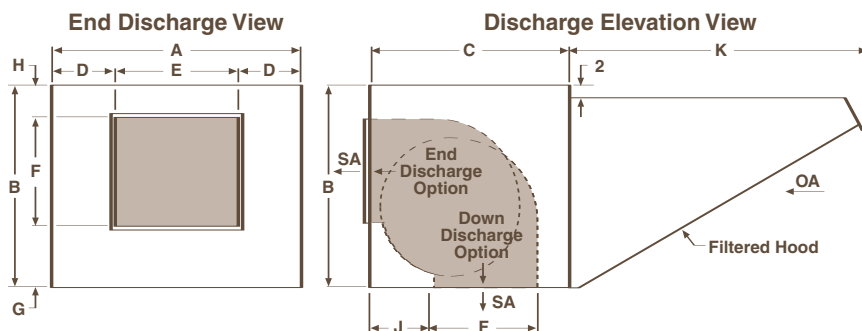 End Discharge View
Discharge Elevation View
A
C
K
H
D
E
D
2
F
B
SA
End
Discharge
Option
B
OA
Down
Discharge
Option
Filtered Hood
G
SA
J
F